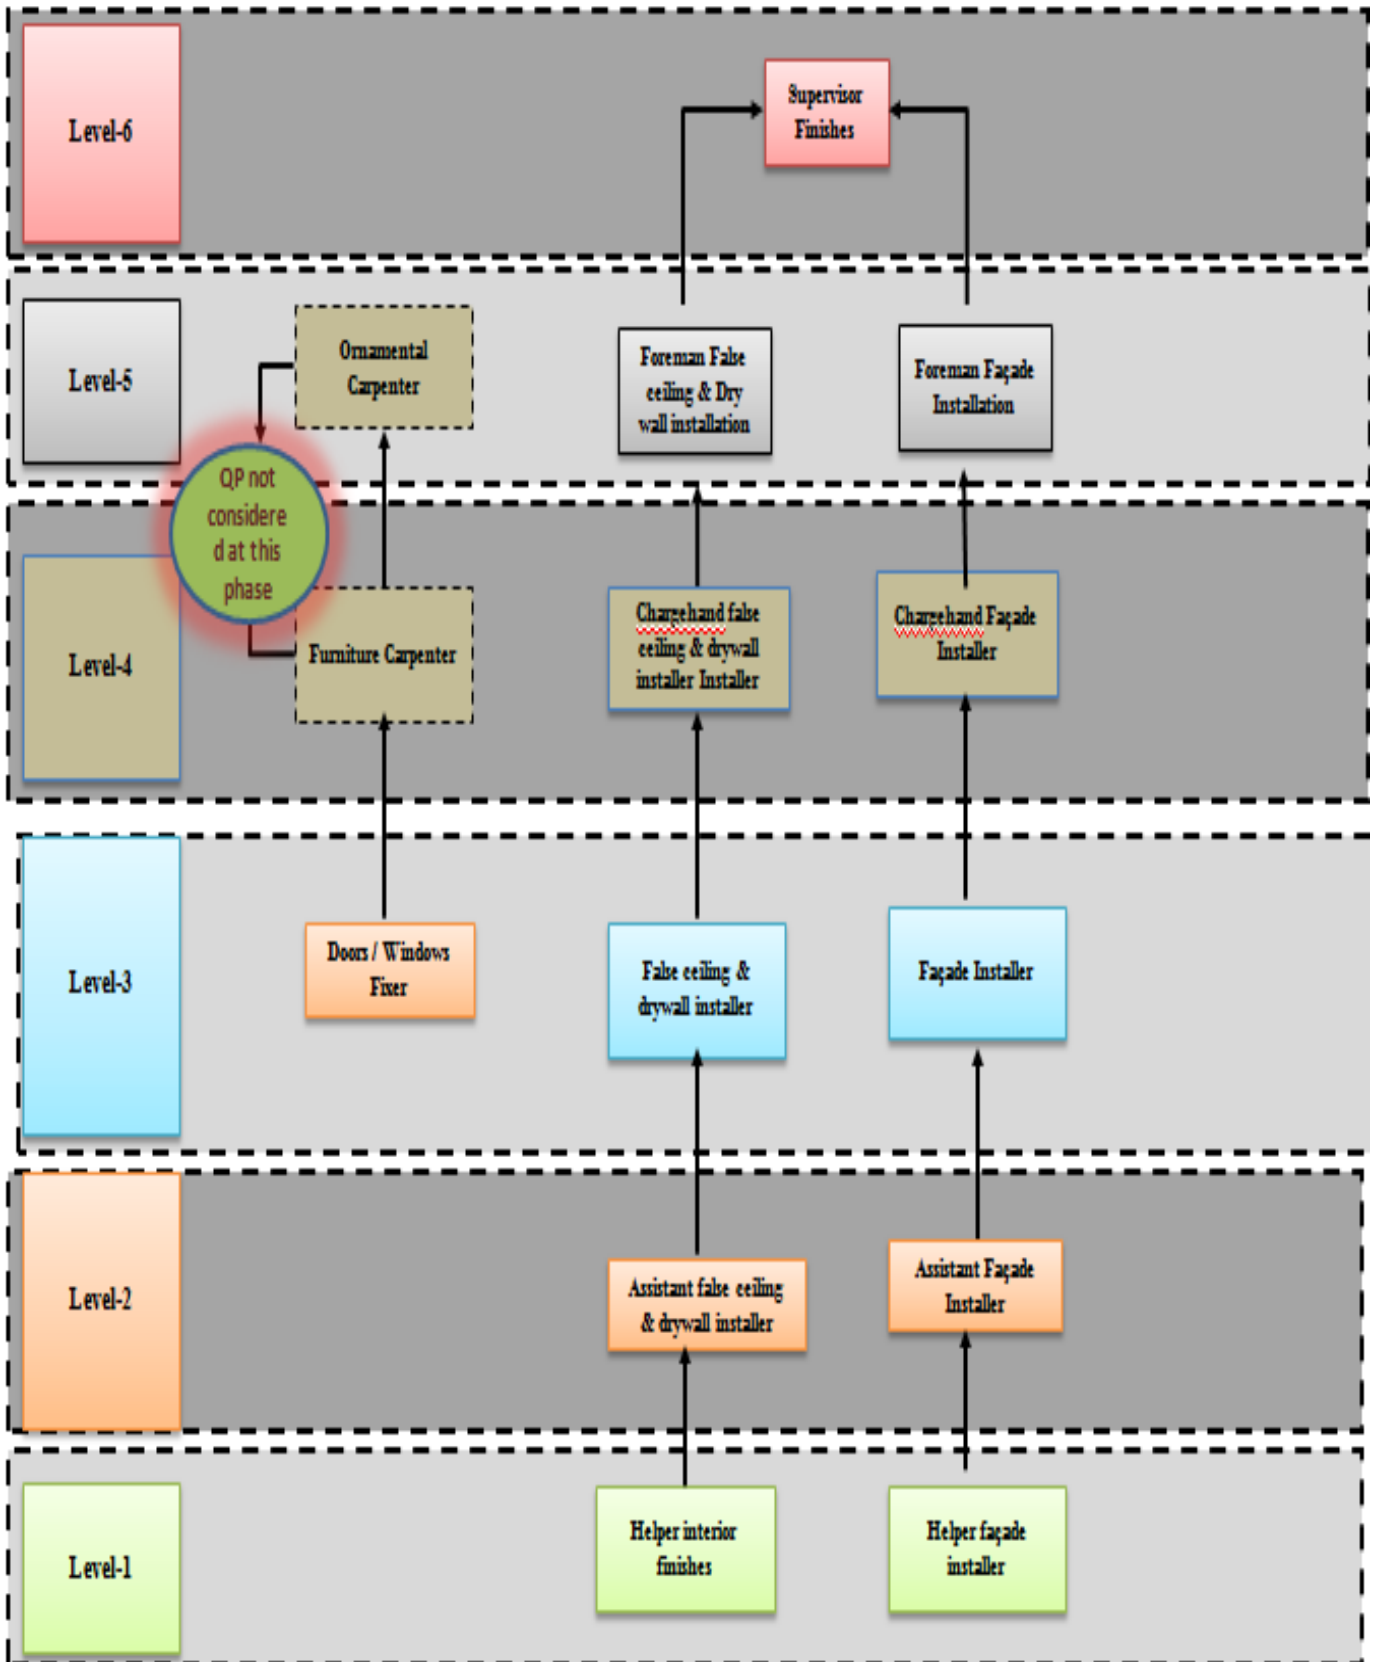 Level-6
Supervisor
Finishes
Level-5
Ornamental
Carpenter
Foreman False
ceiling & Dry
wall installation
Foreman Façade
Installation
QP not
considere
d at this
phase
Level-4
Furniture Carpenter
Chargehand false
ceiling & drywall
installer Installer
Chargehand Façade
Installer
Level-3
Doors / Windows
Fixer
False ceiling &
drywall installer
Façade Installer
Level-2
Assistant false ceiling
& drywall installer
Assistant Façade
Installer
Level-1
Helper interior
finishes
Helper façade
installer